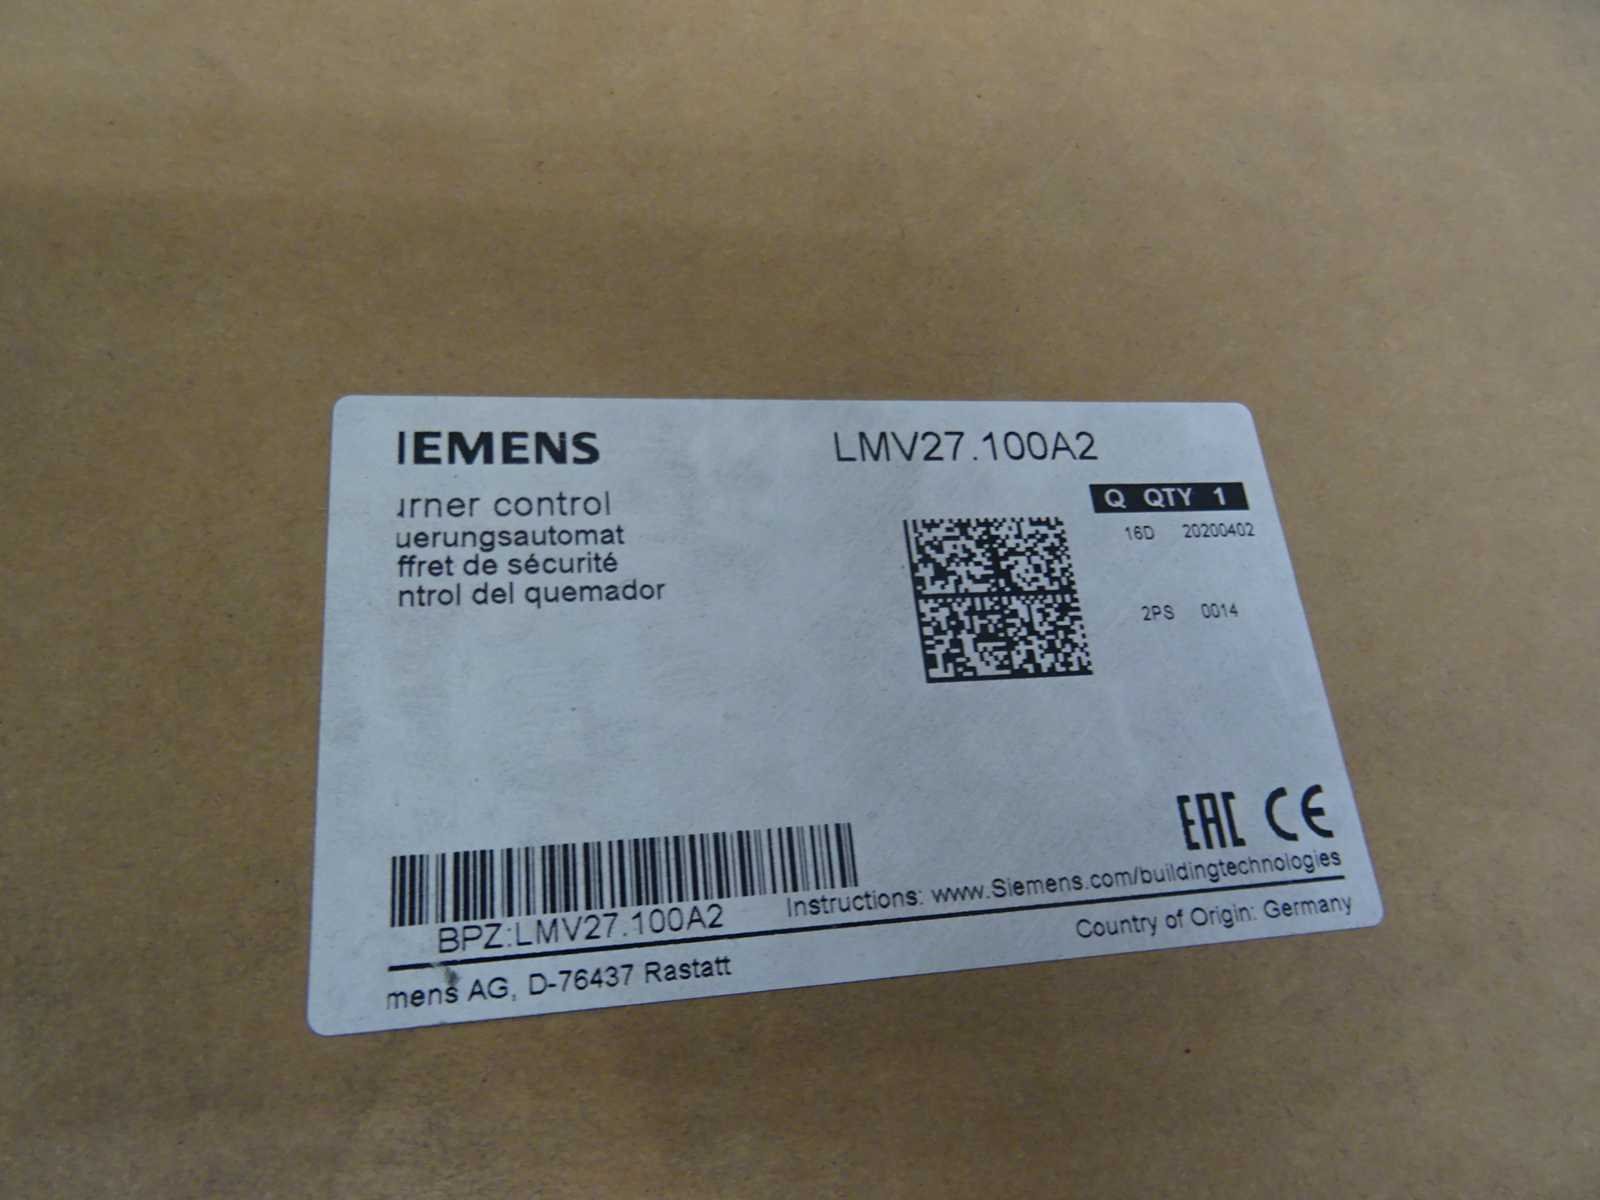 IEMENS
LMV27.100A2
urner control
uerungsautomat
ffret de sécurité
ntrol del quemador
Q QTY 1
16D 20200402
2PS 0014
EAC CE
BPZ:LMV27.100A2
Instructions: www.Siemens.com/buildingtechnologies
mens AG, D-76437 Rastatt
Country of Origin: Germany